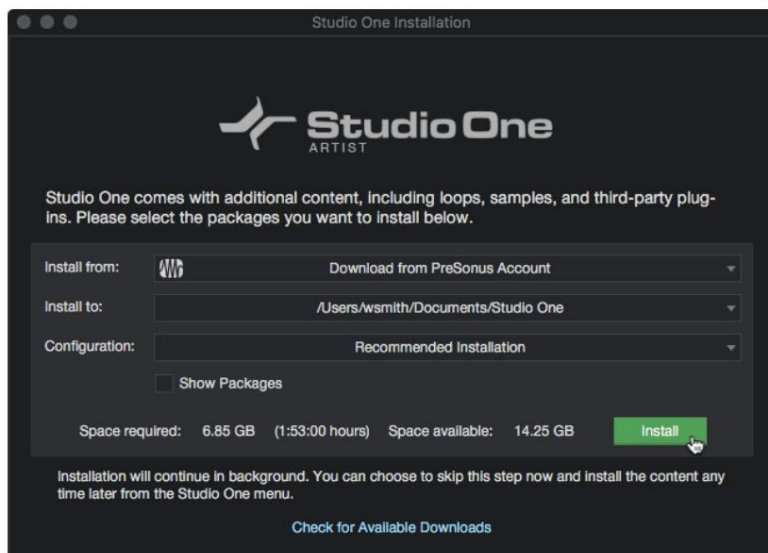 Studio One Installation
Studio One
ARTIST
Studio One comes with additional content, including loops, samples, and third-party plug-
ins. Please select the packages you want to install below.
Install from: Download from PreSonus Account
Install to: /Users/wsmith/Documents/Studio One
Configuration: Recommended Installation
Show Packages
Space required: 6.85 GB (1:53:00 hours) Space available: 14.25 GB Install
Installation will continue in background. You can choose to skip this step now and install the content any
time later from the Studio One menu.
Check for Available Downloads